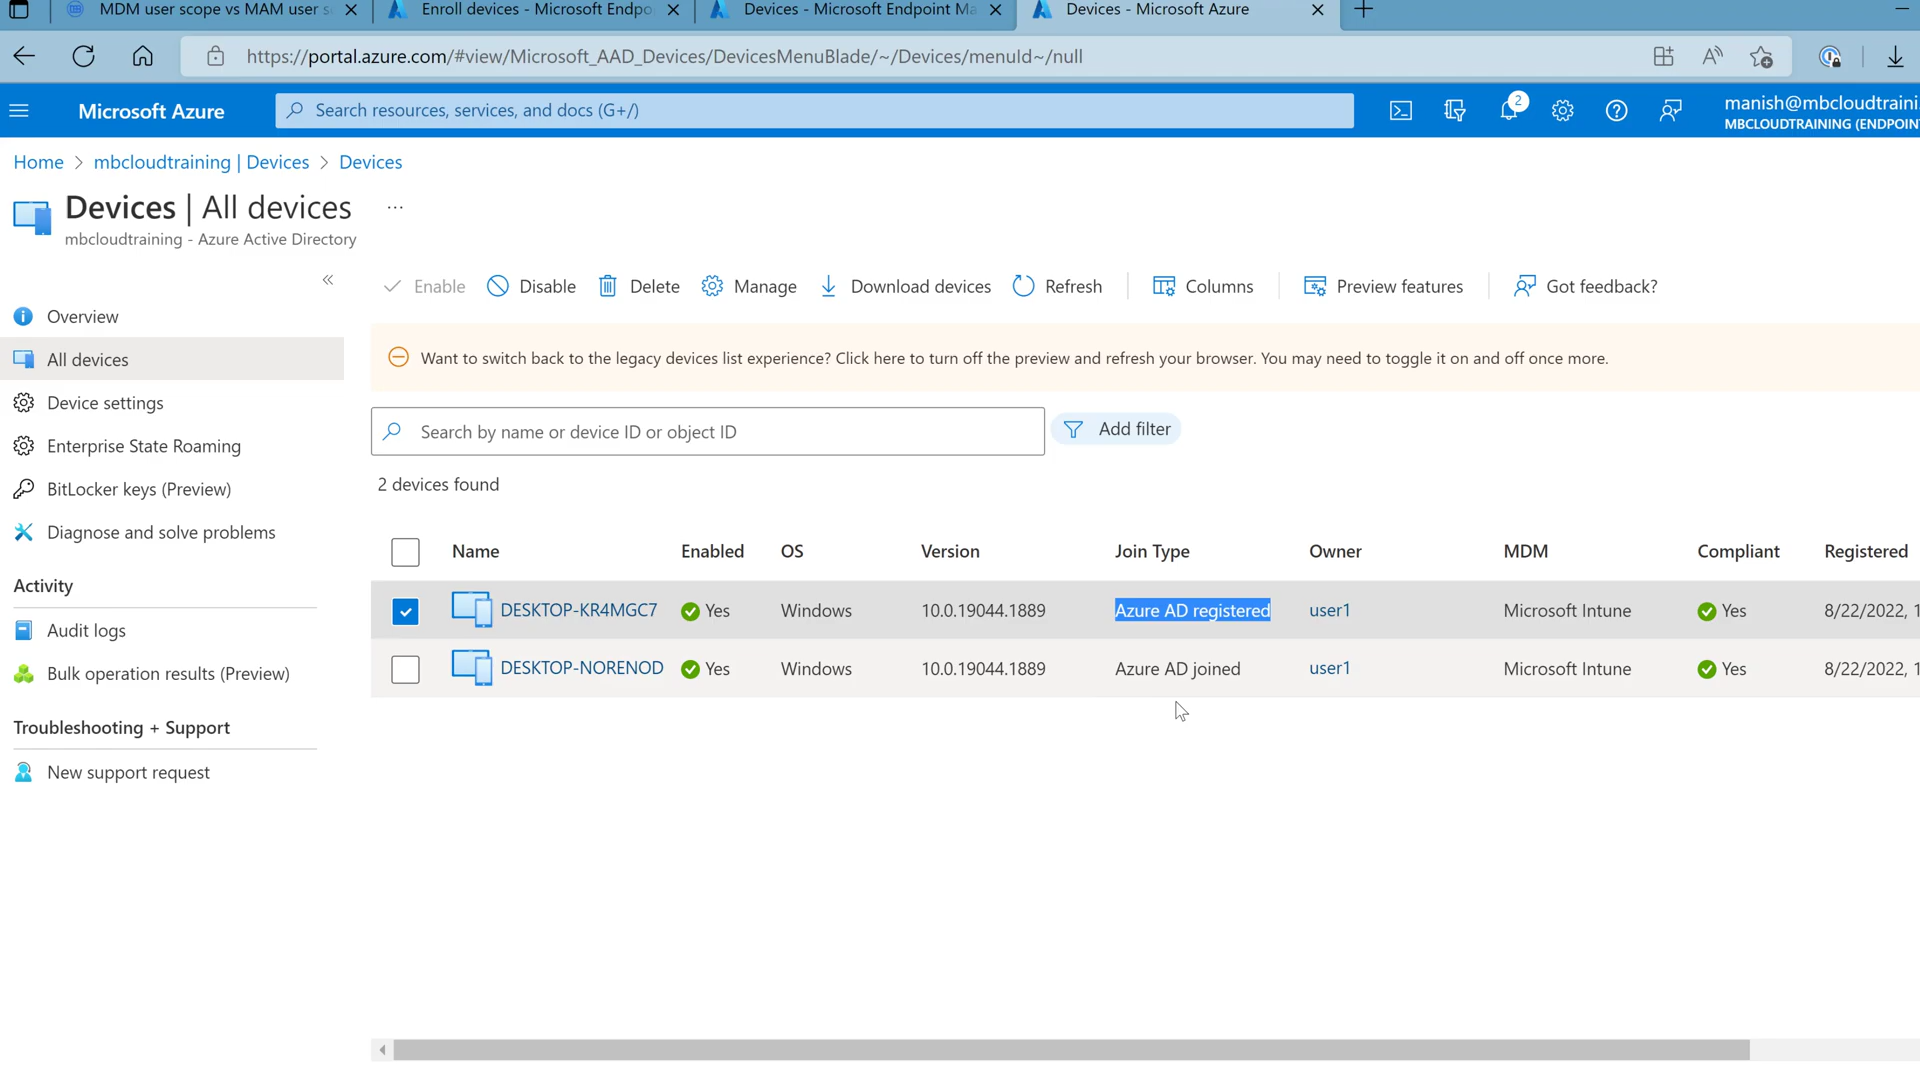 MDM user scope vs MAM user s
Enroll devices - Microsoft Endpo
Devices - Microsoft Endpoint Ma
Devices - Microsoft Azure
https://portal.azure.com/#view/Microsoft_AAD_Devices/DevicesMenuBlade/~/Devices/menuId~/null
Microsoft Azure
Search resources, services, and docs (G+/)
2
manish@mbcloudtraini
MBCLOUDTRAINING (ENDPOIN
Home > mbcloudtraining | Devices > Devices
Devices | All devices ...
mbcloudtraining - Azure Active Directory
«
Enable Disable Delete Manage Download devices Refresh Columns Preview features Got feedback?
Overview
All devices
Device settings
Enterprise State Roaming
BitLocker keys (Preview)
Diagnose and solve problems
Activity
Audit logs
Bulk operation results (Preview)
Troubleshooting + Support
New support request
Want to switch back to the legacy devices list experience? Click here to turn off the preview and refresh your browser. You may need to toggle it on and off once more.
Search by name or device ID or object ID
Add filter
2 devices found
Name Enabled OS Version Join Type Owner MDM Compliant Registered
DESKTOP-KR4MGC7 Yes Windows 10.0.19044.1889 Azure AD registered user1 Microsoft Intune Yes 8/22/2022, 1
DESKTOP-NORENOD Yes Windows 10.0.19044.1889 Azure AD joined user1 Microsoft Intune Yes 8/22/2022, 1